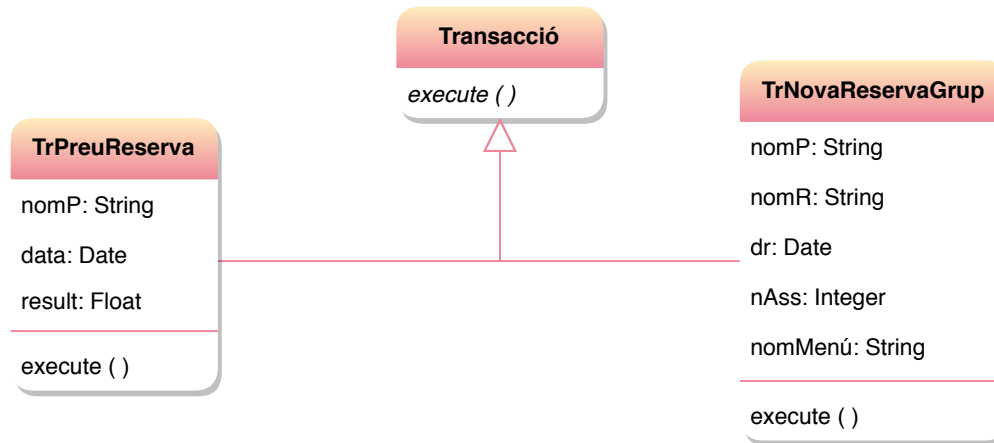 Transacció
execute ( )
TrPreuReserva
nomP: String
data: Date
result: Float
execute ( )
TrNovaReservaGrup
nomP: String
nomR: String
dr: Date
nAss: Integer
nomMenú: String
execute ( )